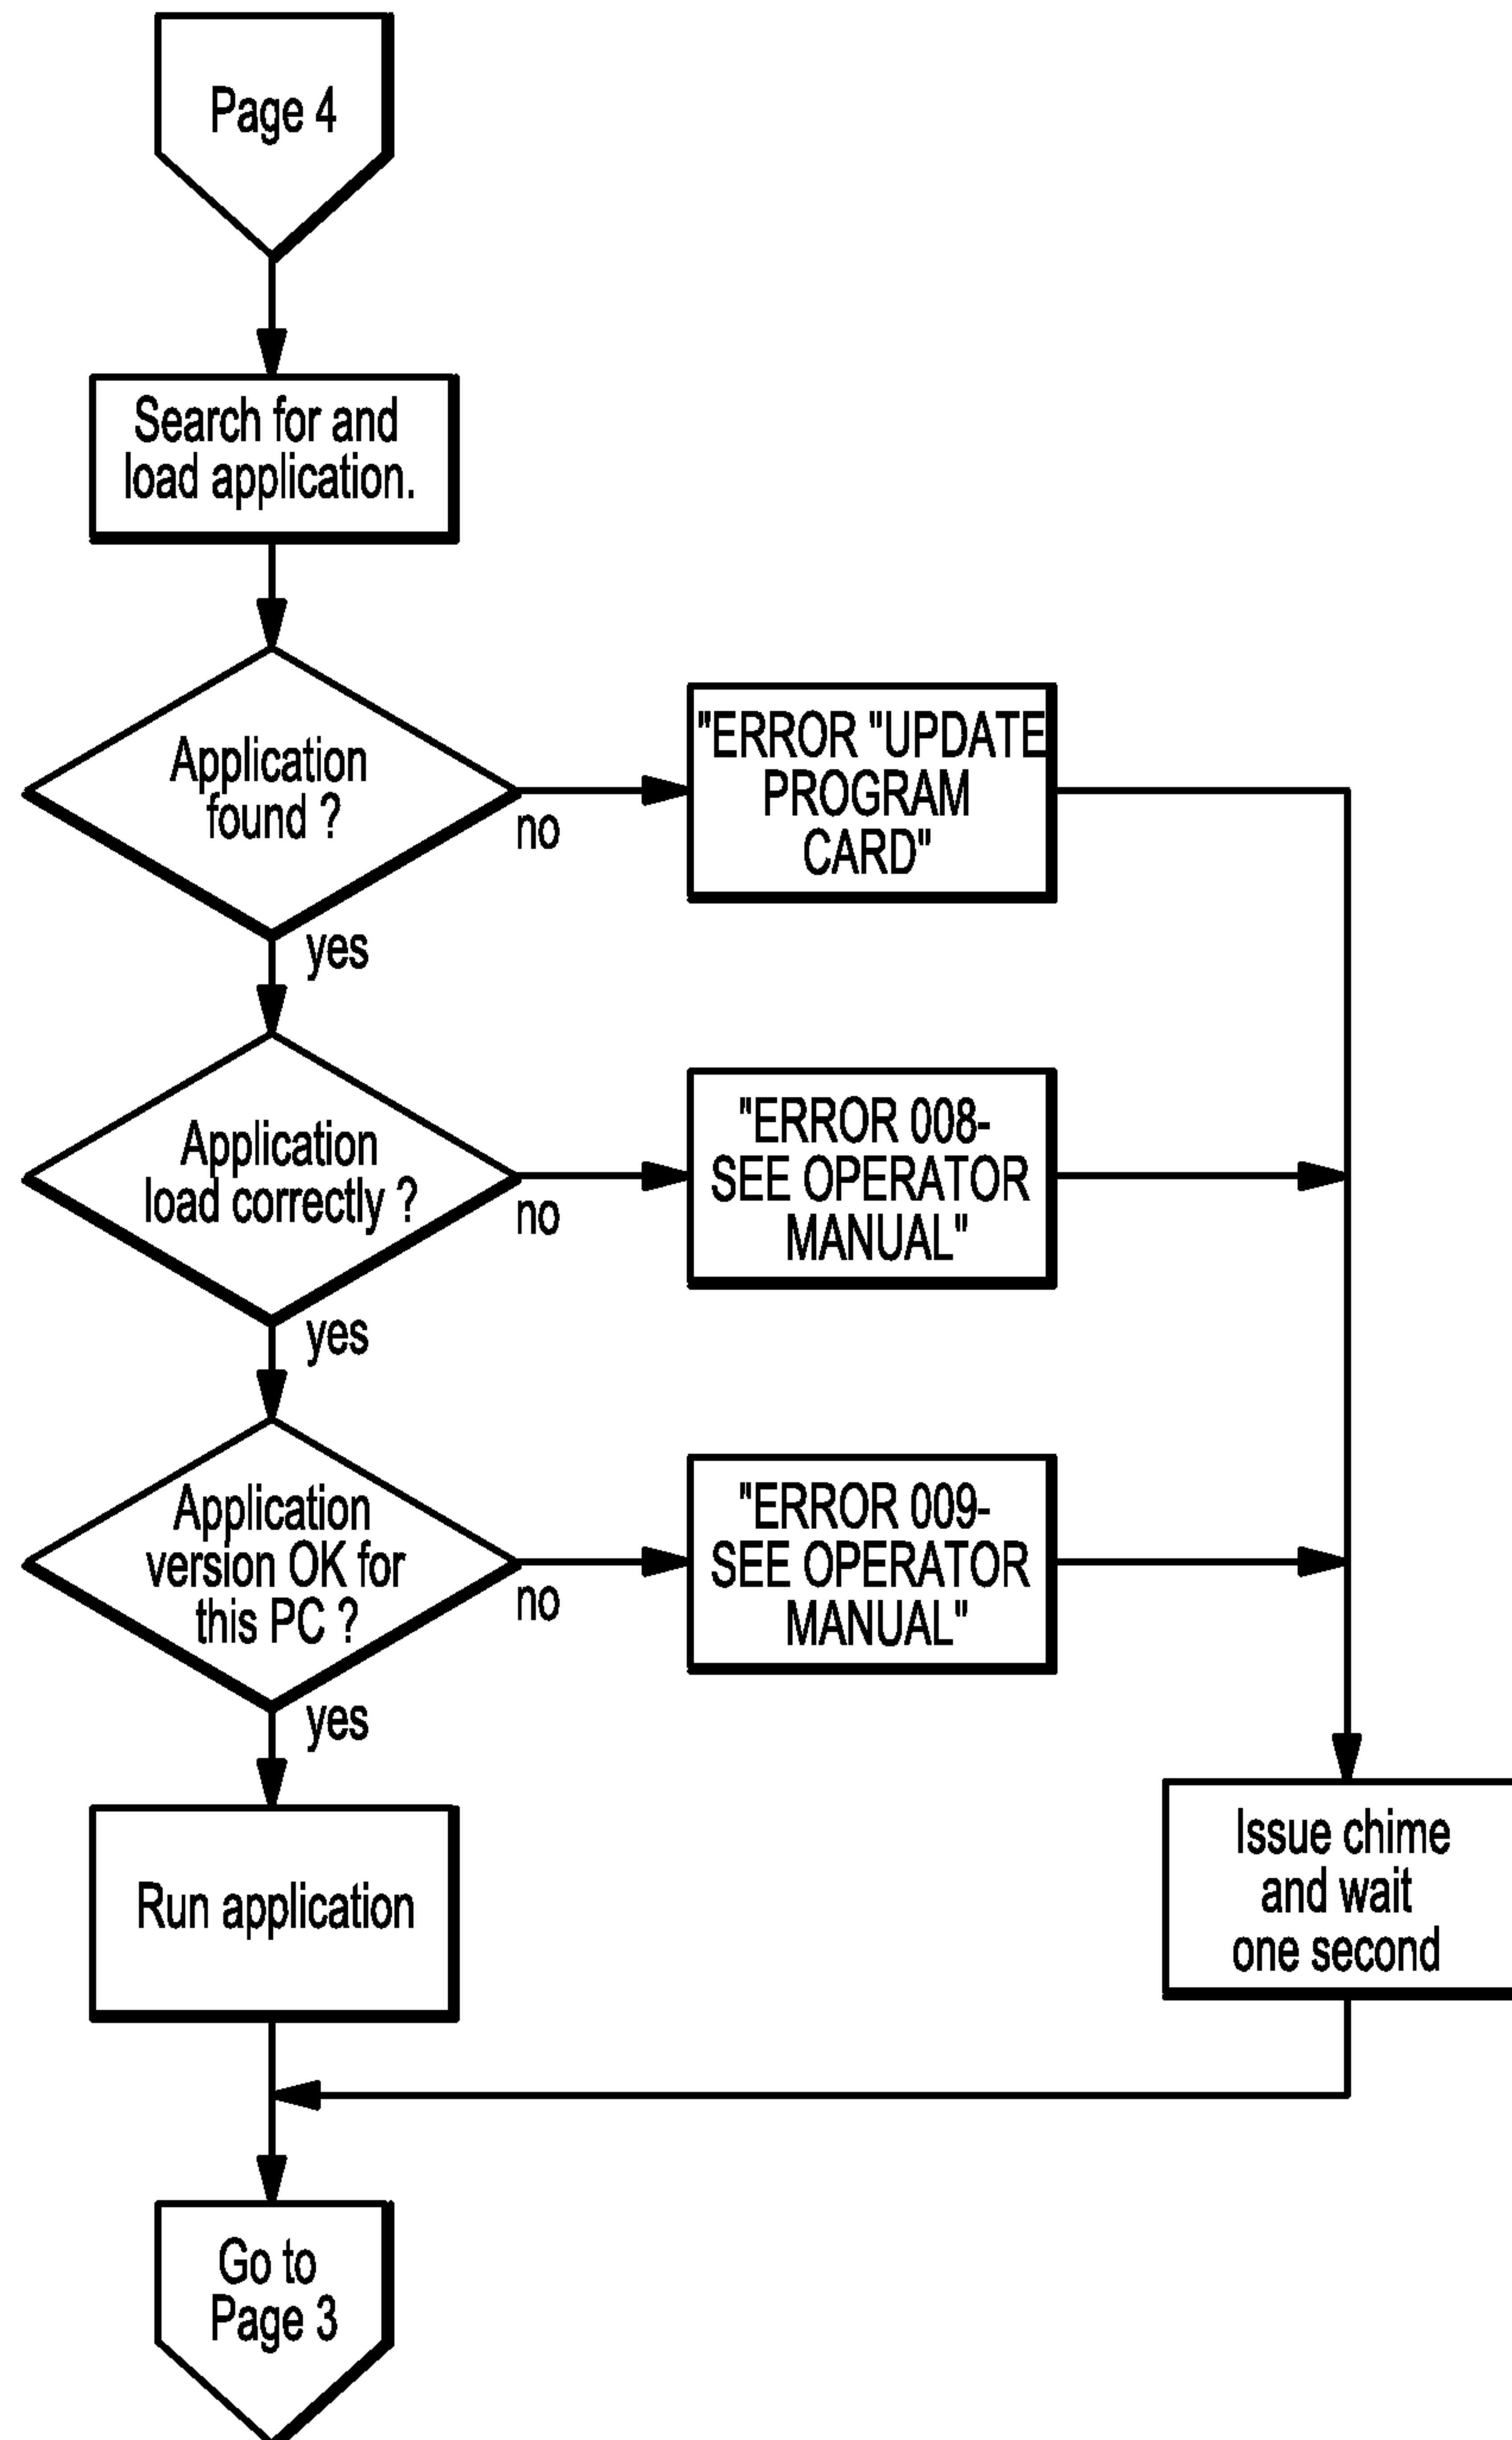 Page 4
Search for and
load application.
Application
found ?
no
"ERROR "UPDATE
PROGRAM
CARD"
yes
Application
load correctly ?
no
"ERROR 008-
SEE OPERATOR
MANUAL"
yes
Application
version OK for
this PC ?
no
"ERROR 009-
SEE OPERATOR
MANUAL"
yes
Run application
Issue chime
and wait
one second
Go to
Page 3